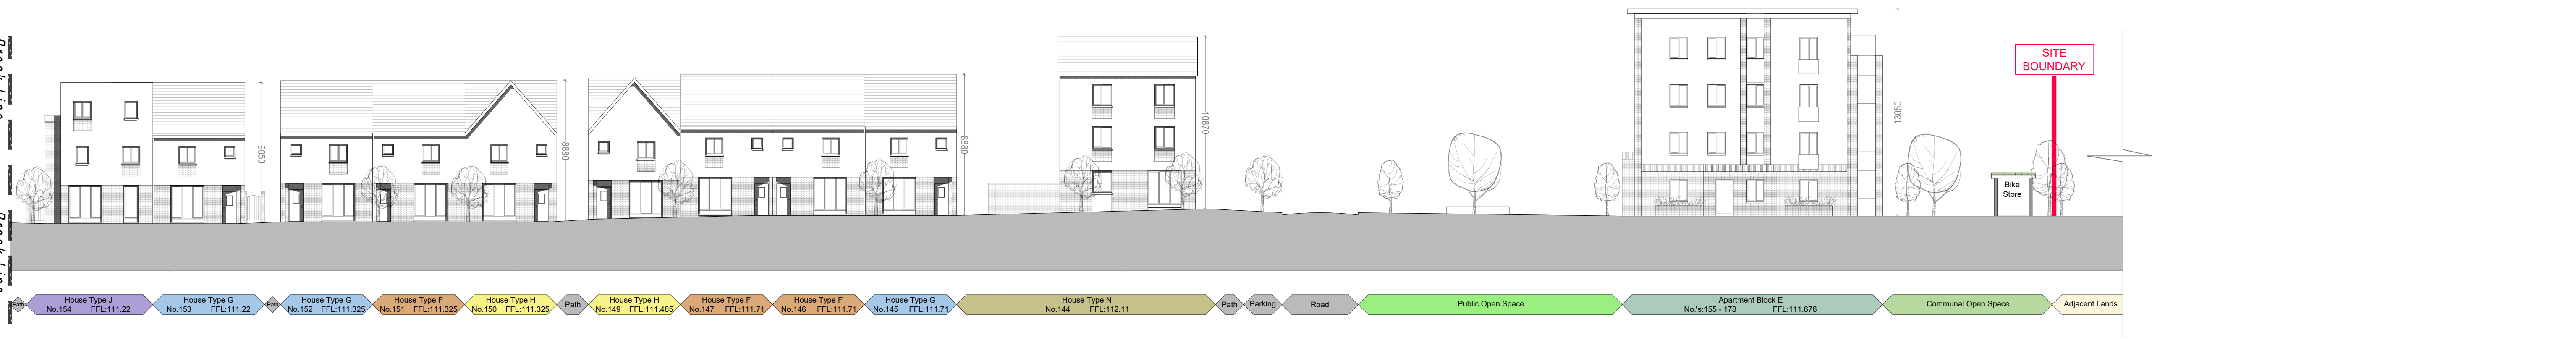 SITE
BOUNDARY
9050
8880
8880
10870
13050
Bike
Store
Path
House Type J
No.154 FFL:111.22
House Type G
No.153 FFL:111.22
Path
House Type G
No.152 FFL:111.325
House Type F
No.151 FFL:111.325
House Type H
No.150 FFL:111.325
Path
House Type H
No.149 FFL:111.485
House Type F
No.147 FFL:111.71
House Type F
No.146 FFL:111.71
House Type G
No.145 FFL:111.71
House Type N
No.144 FFL:112.11
Path
Parking
Road
Public Open Space
Apartment Block E
No.'s:155 - 178 FFL:111.676
Communal Open Space
Adjacent Lands